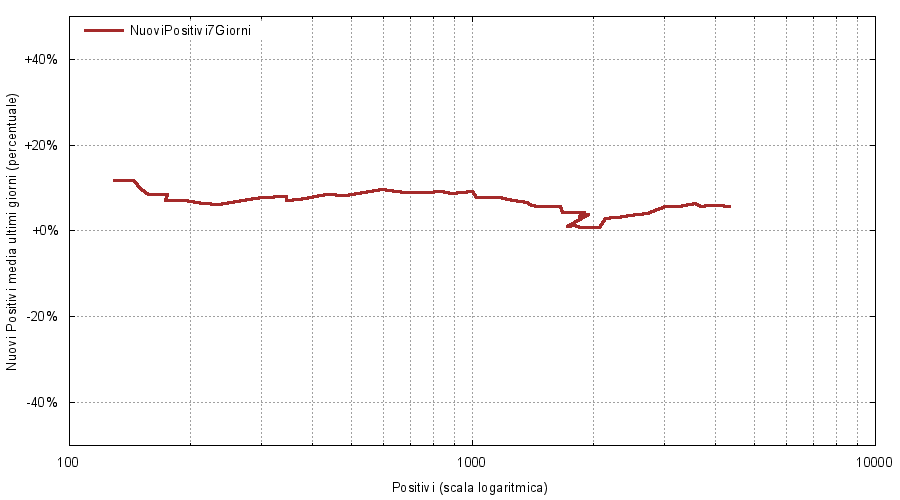 NuoviPositivi7Giorni
+40%
+20%
+0%
-20%
-40%
Nuovi Positivi media ultimi giorni (percentuale)
100
1000
10000
Positivi (scala logaritmica)